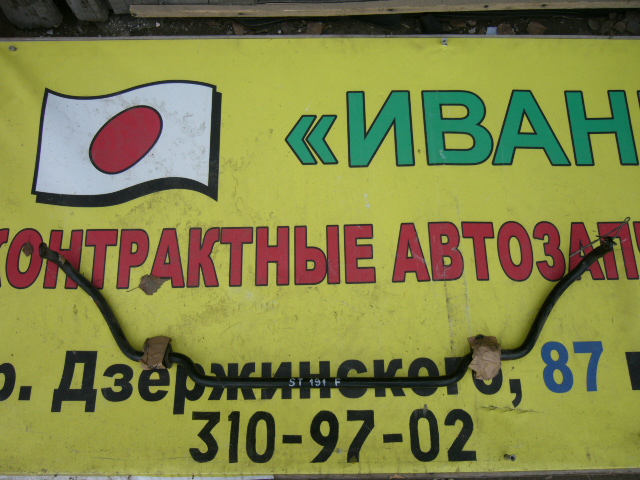 «ИВАН
КОНТРАКТНЫЕ АВТОЗАП
р. Дзержинского, 87
ST 191 F
310-97-02